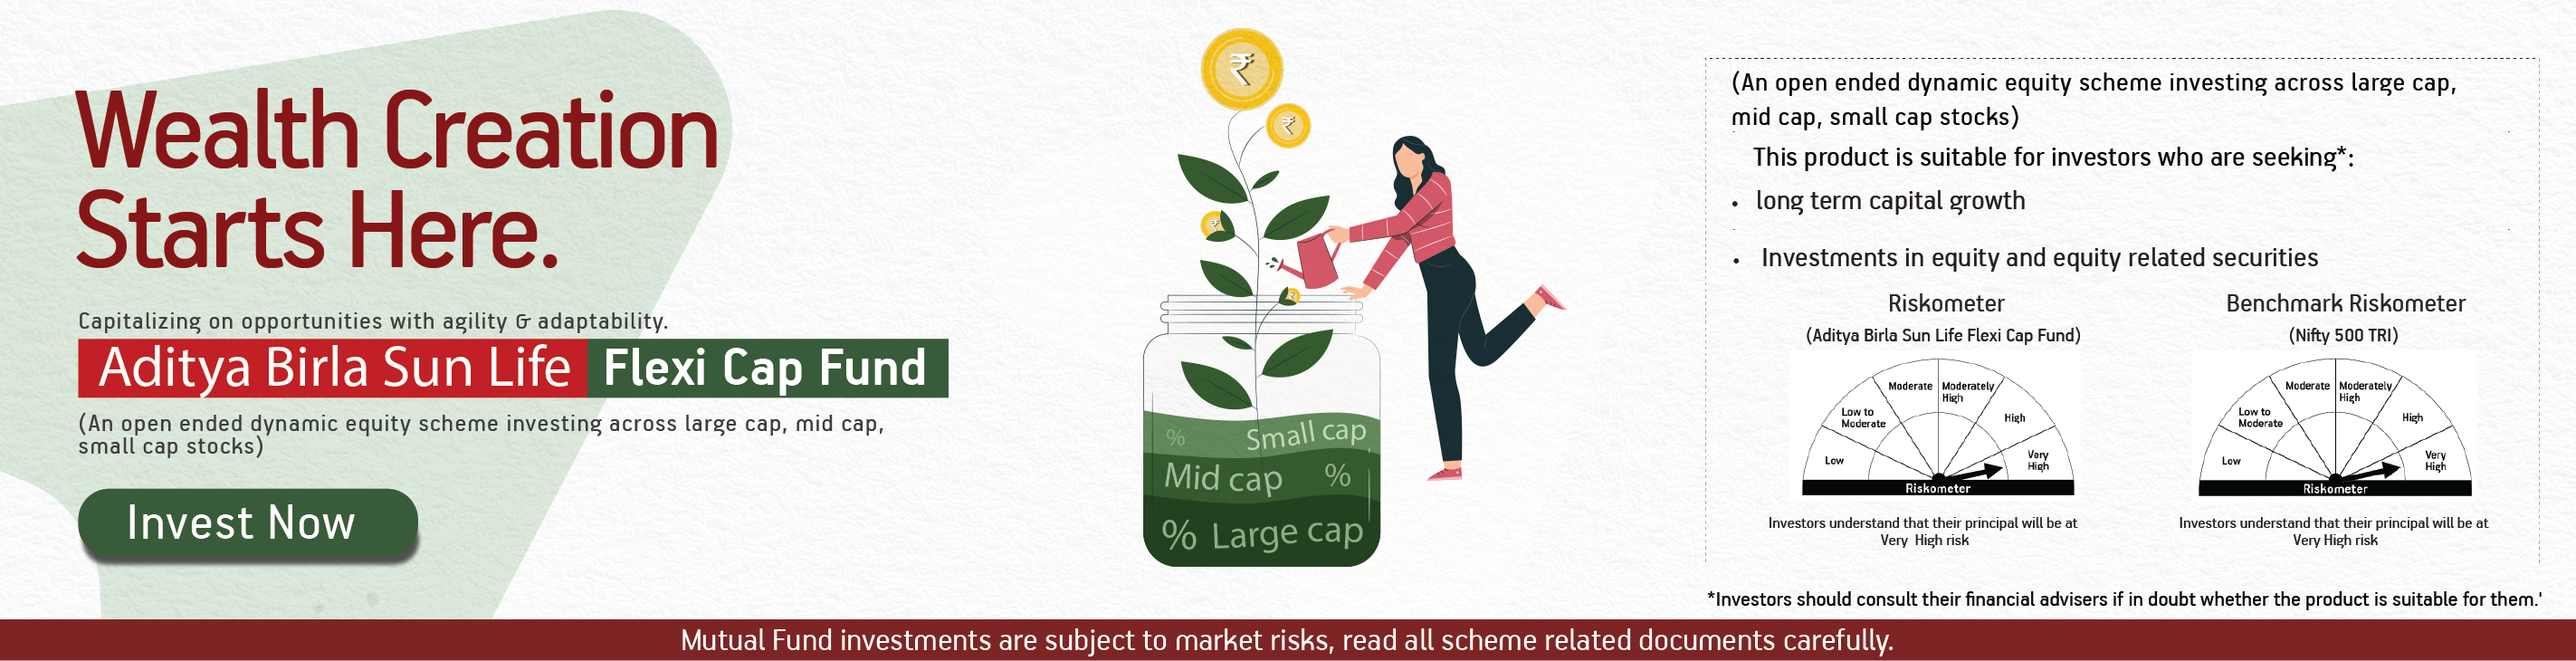 Wealth Creation
Starts Here.
Capitalizing on opportunities with agility & adaptability.
Aditya Birla Sun Life Flexi Cap Fund
(An open ended dynamic equity scheme investing across large cap, mid cap,
small cap stocks)
Invest Now
₹
₹
₹
₹
% Small cap
Mid cap %
% Large cap
(An open ended dynamic equity scheme investing across large cap,
mid cap, small cap stocks)
This product is suitable for investors who are seeking*:
• long term capital growth
• Investments in equity and equity related securities
Riskometer
(Aditya Birla Sun Life Flexi Cap Fund)
Low
Low to
Moderate
Moderate
Moderately
High
High
Very
High
Riskometer
Investors understand that their principal will be at
Very High risk
Benchmark Riskometer
(Nifty 500 TRI)
Low
Low to
Moderate
Moderate
Moderately
High
High
Very
High
Riskometer
Investors understand that their principal will be at
Very High risk
*Investors should consult their financial advisers if in doubt whether the product is suitable for them.'
Mutual Fund investments are subject to market risks, read all scheme related documents carefully.